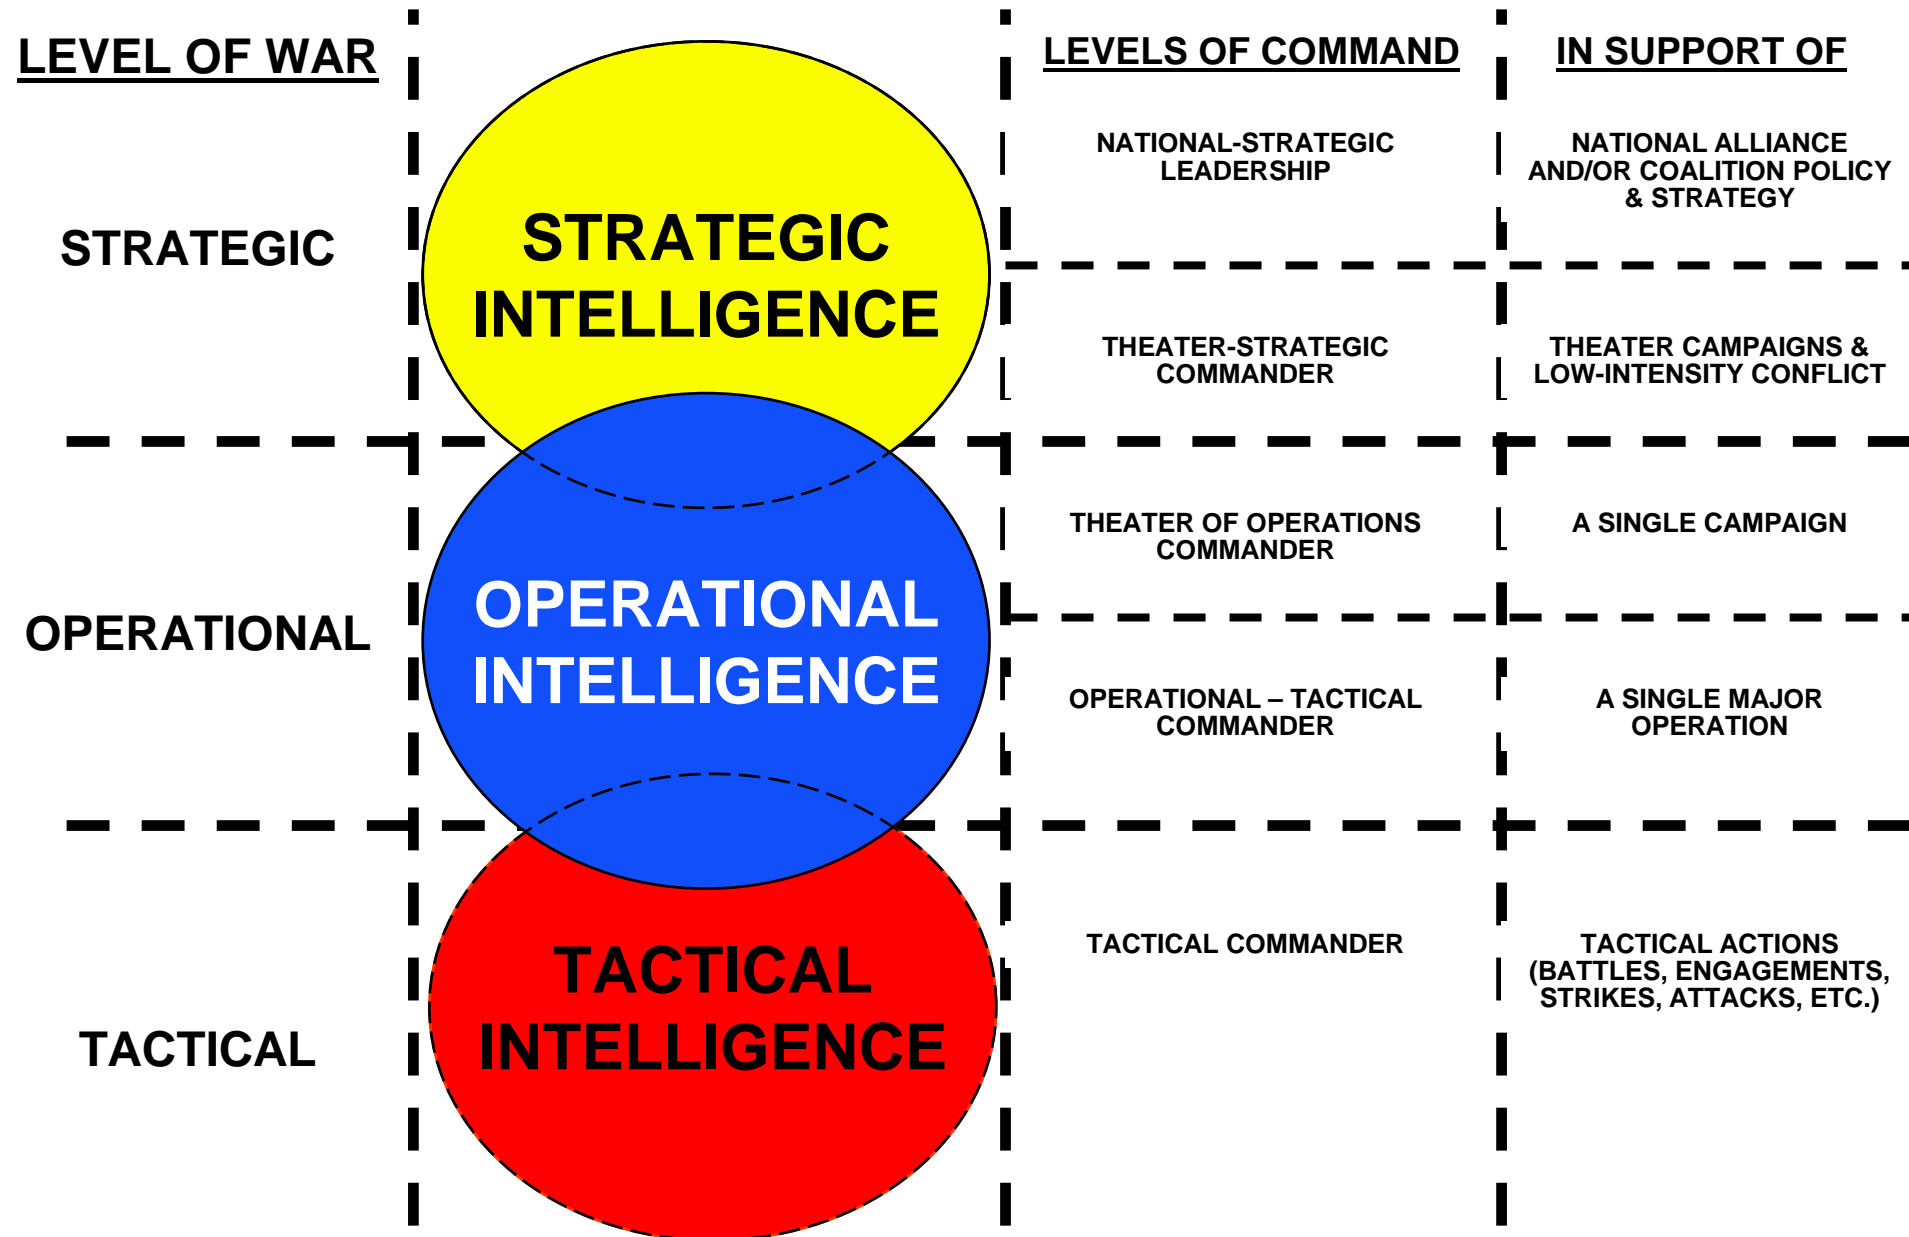 LEVEL OF WAR
LEVELS OF COMMAND
IN SUPPORT OF
STRATEGIC
STRATEGIC
INTELLIGENCE
NATIONAL-STRATEGIC
LEADERSHIP
NATIONAL ALLIANCE
AND/OR COALITION POLICY
& STRATEGY
THEATER-STRATEGIC
COMMANDER
THEATER CAMPAIGNS &
LOW-INTENSITY CONFLICT
OPERATIONAL
OPERATIONAL
INTELLIGENCE
THEATER OF OPERATIONS
COMMANDER
A SINGLE CAMPAIGN
OPERATIONAL – TACTICAL
COMMANDER
A SINGLE MAJOR
OPERATION
TACTICAL
TACTICAL
INTELLIGENCE
TACTICAL COMMANDER
TACTICAL ACTIONS
(BATTLES, ENGAGEMENTS,
STRIKES, ATTACKS, ETC.)